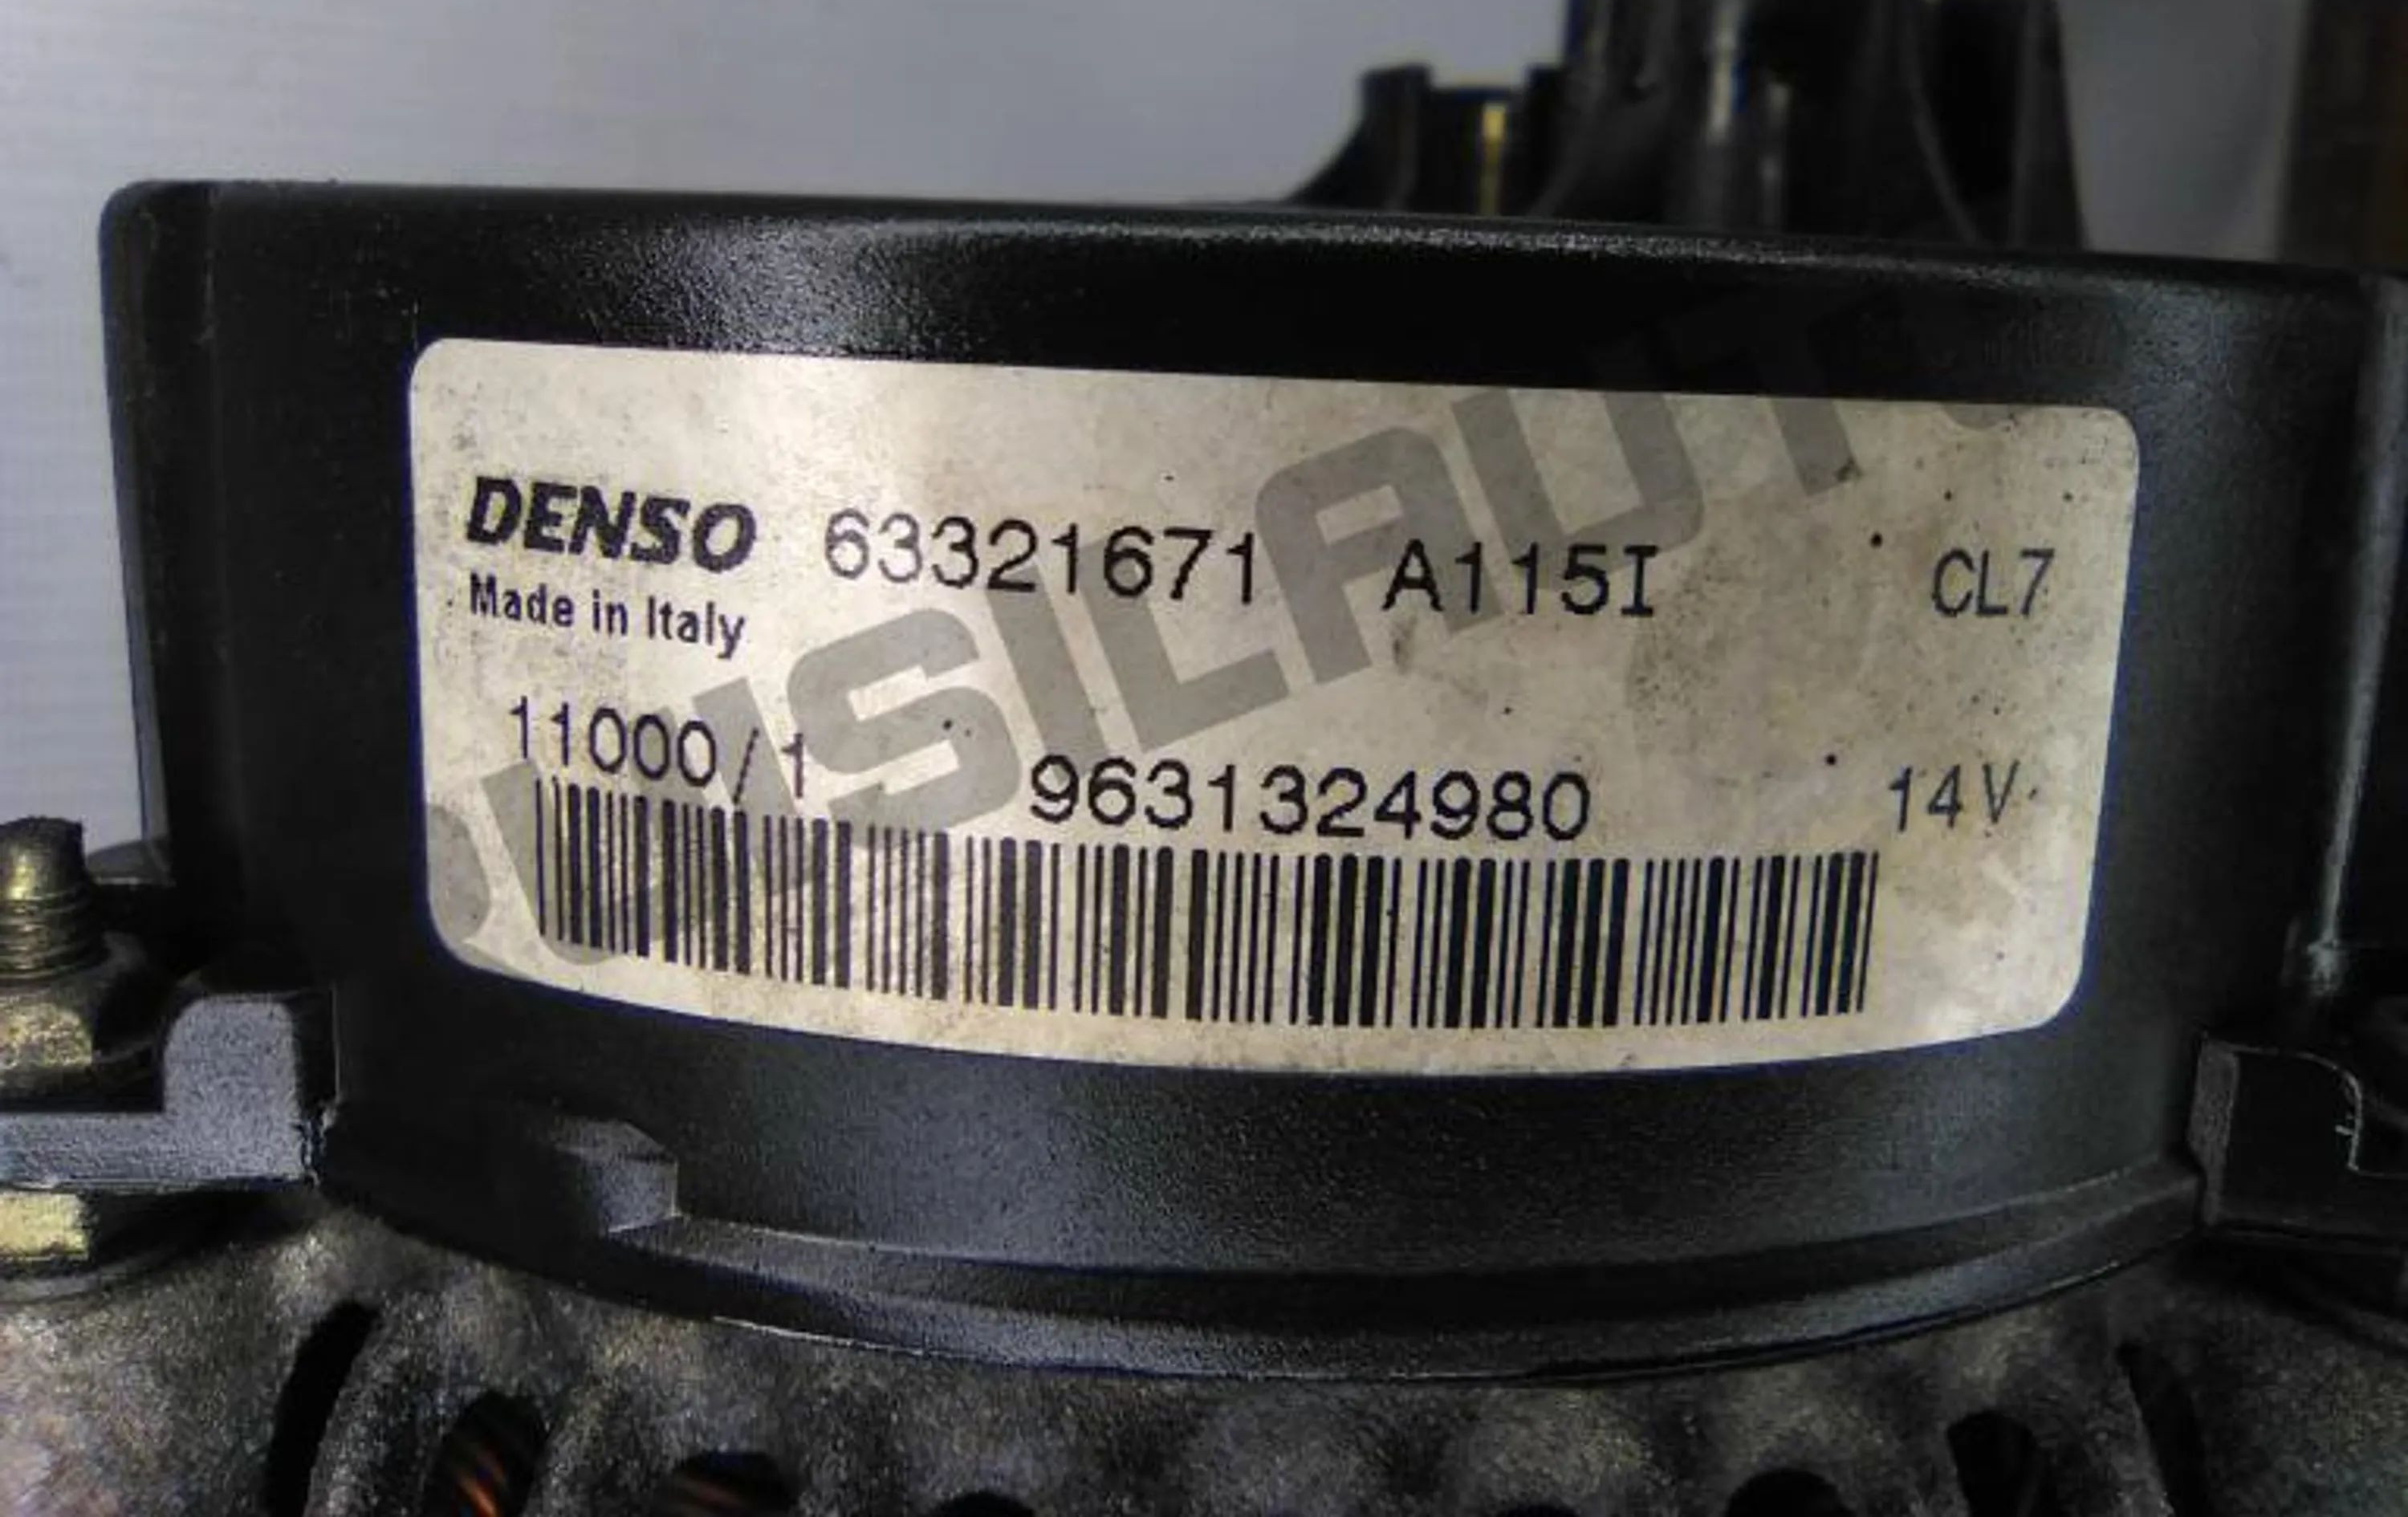 DENSO 63321671 A115I CL7
Made in Italy
11000/1 9631324980 14V